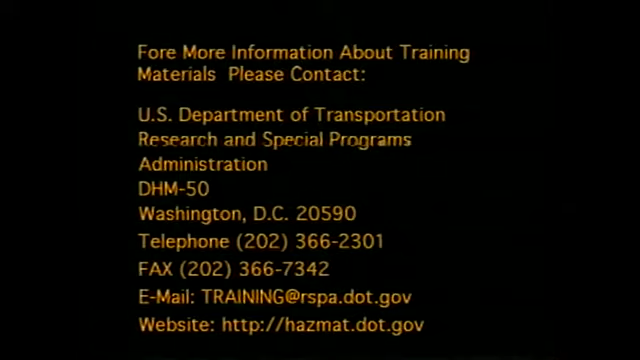 Fore More Information About Training
Materials Please Contact:
U.S. Department of Transportation
Research and Special Programs
Administration
DHM-50
Washington, D.C. 20590
Telephone (202) 366-2301
FAX (202) 366-7342
E-Mail: TRAINING@rspa.dot.gov
Website: http://hazmat.dot.gov